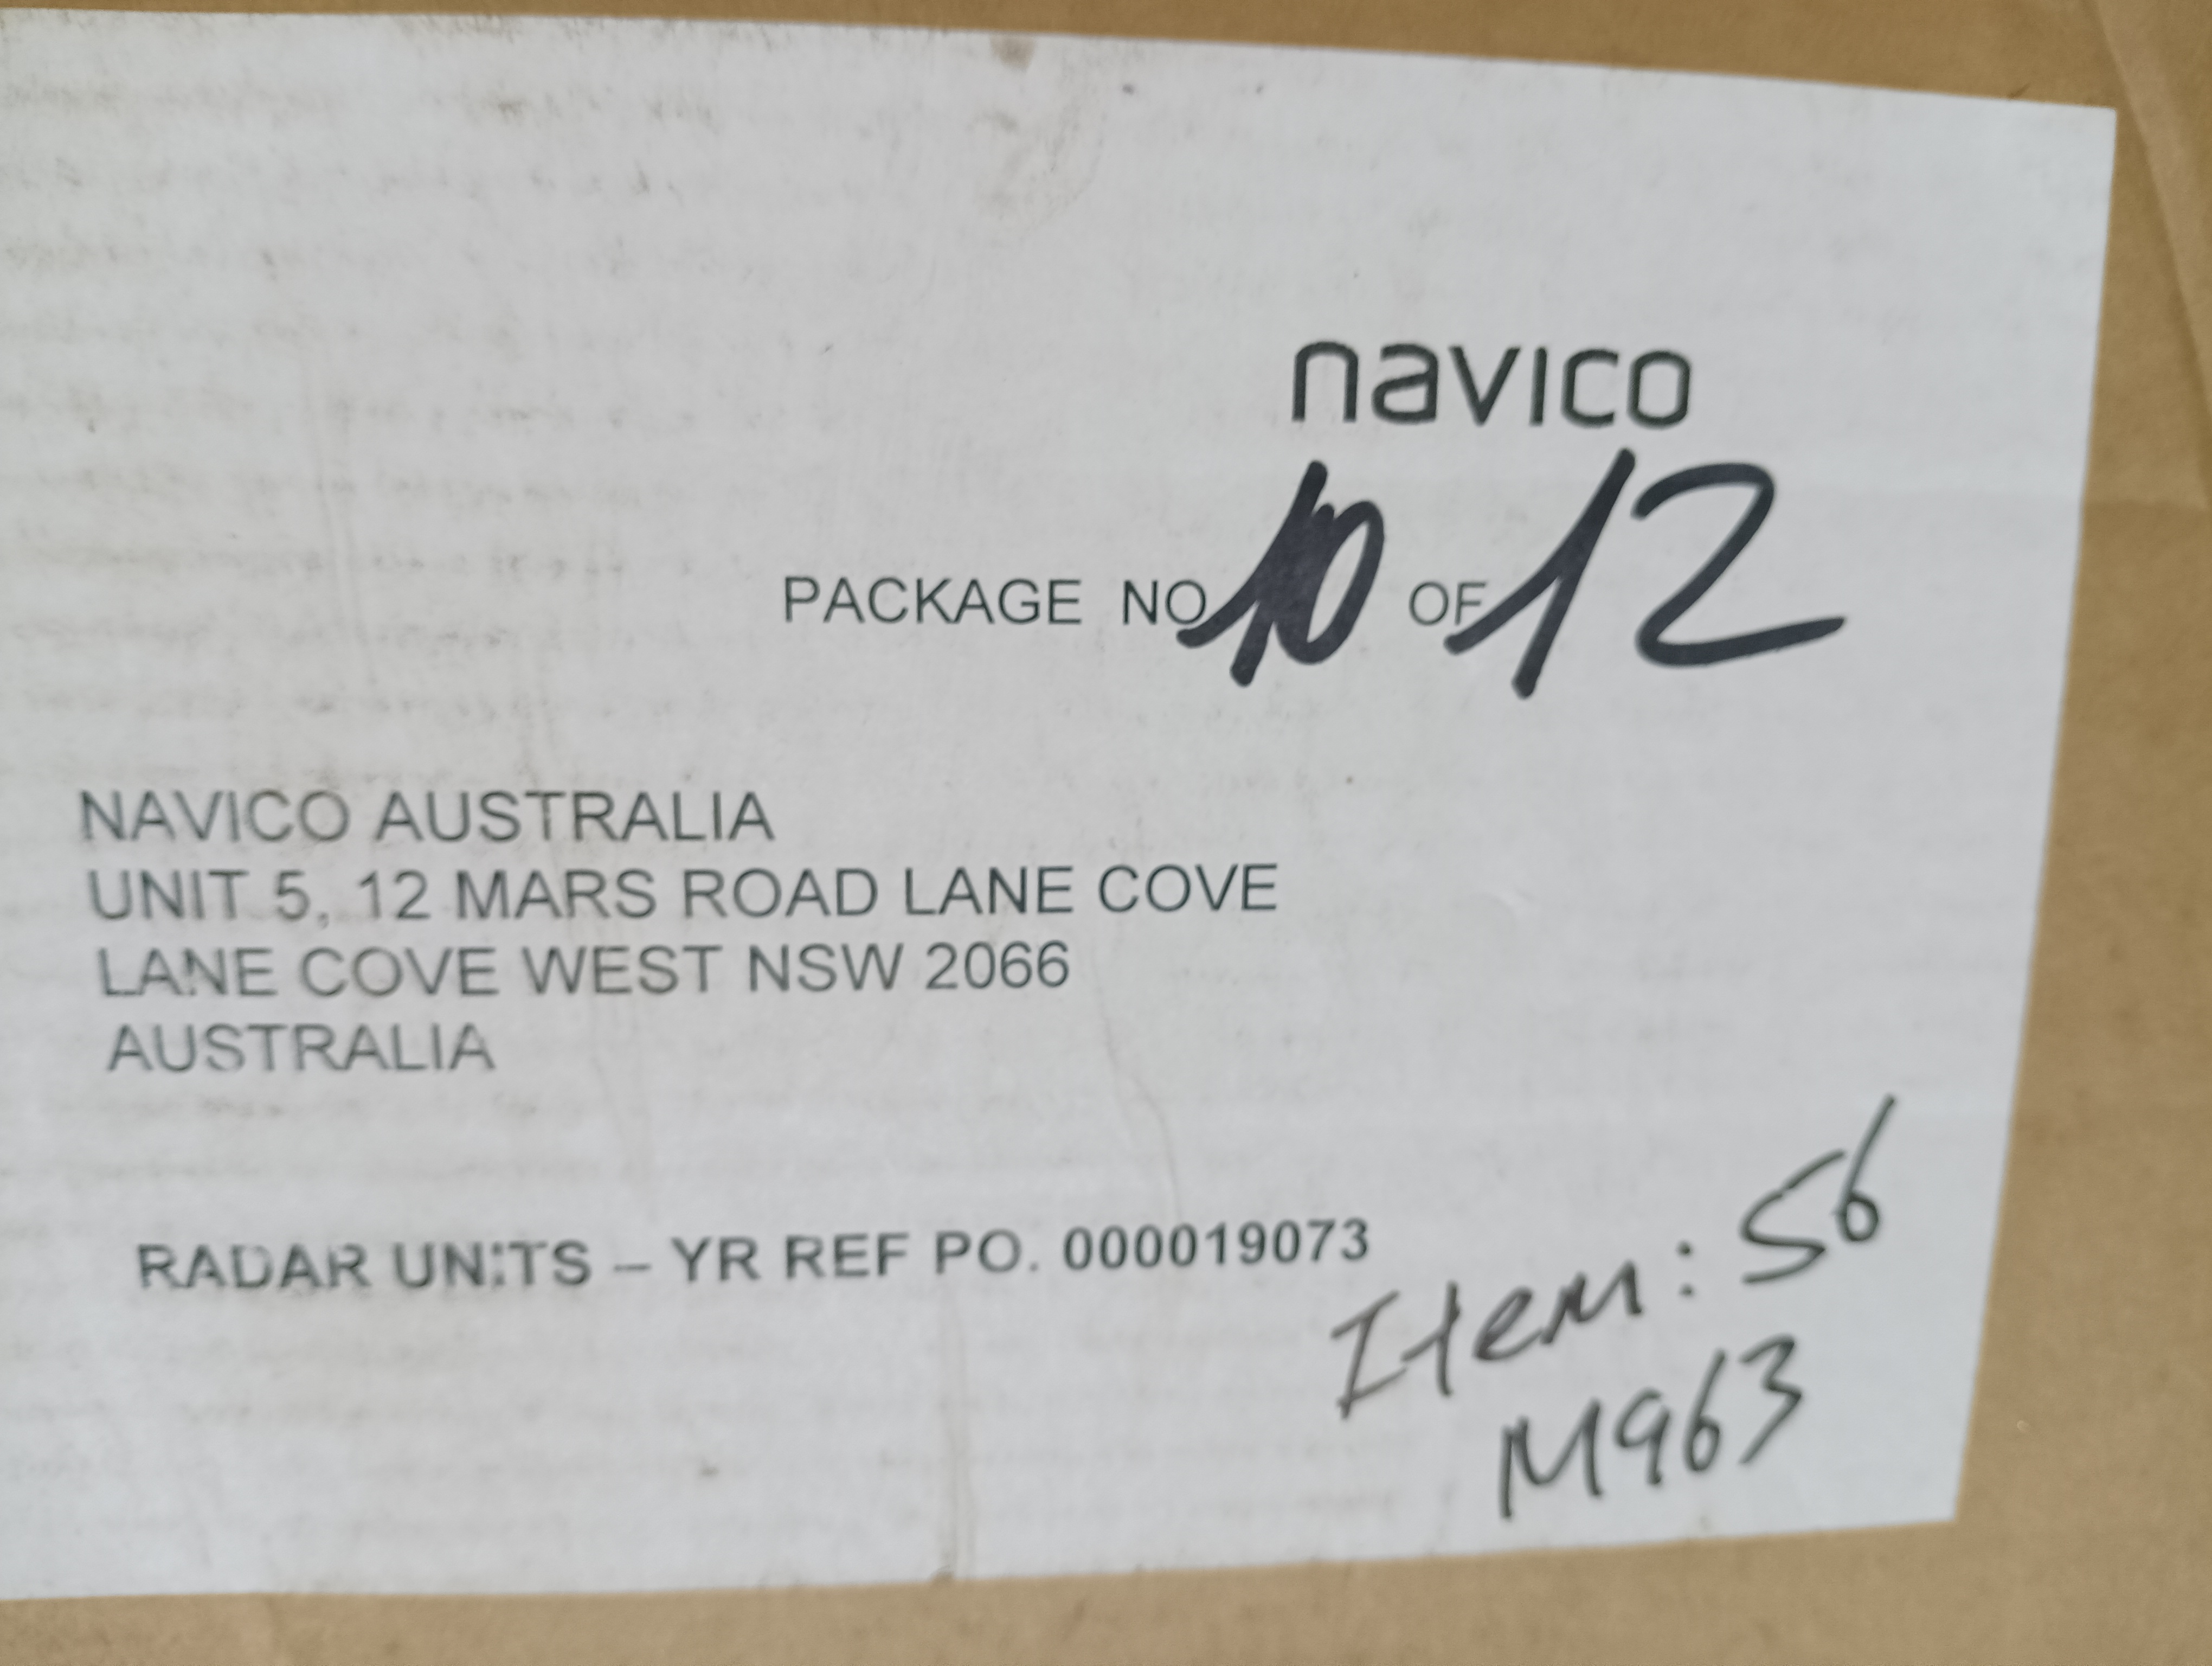 navico
PACKAGE NO 10 OF 12
NAVICO AUSTRALIA
UNIT 5, 12 MARS ROAD LANE COVE
LANE COVE WEST NSW 2066
AUSTRALIA
RADAR UNITS – YR REF PO. 000019073
Item: 56
M963